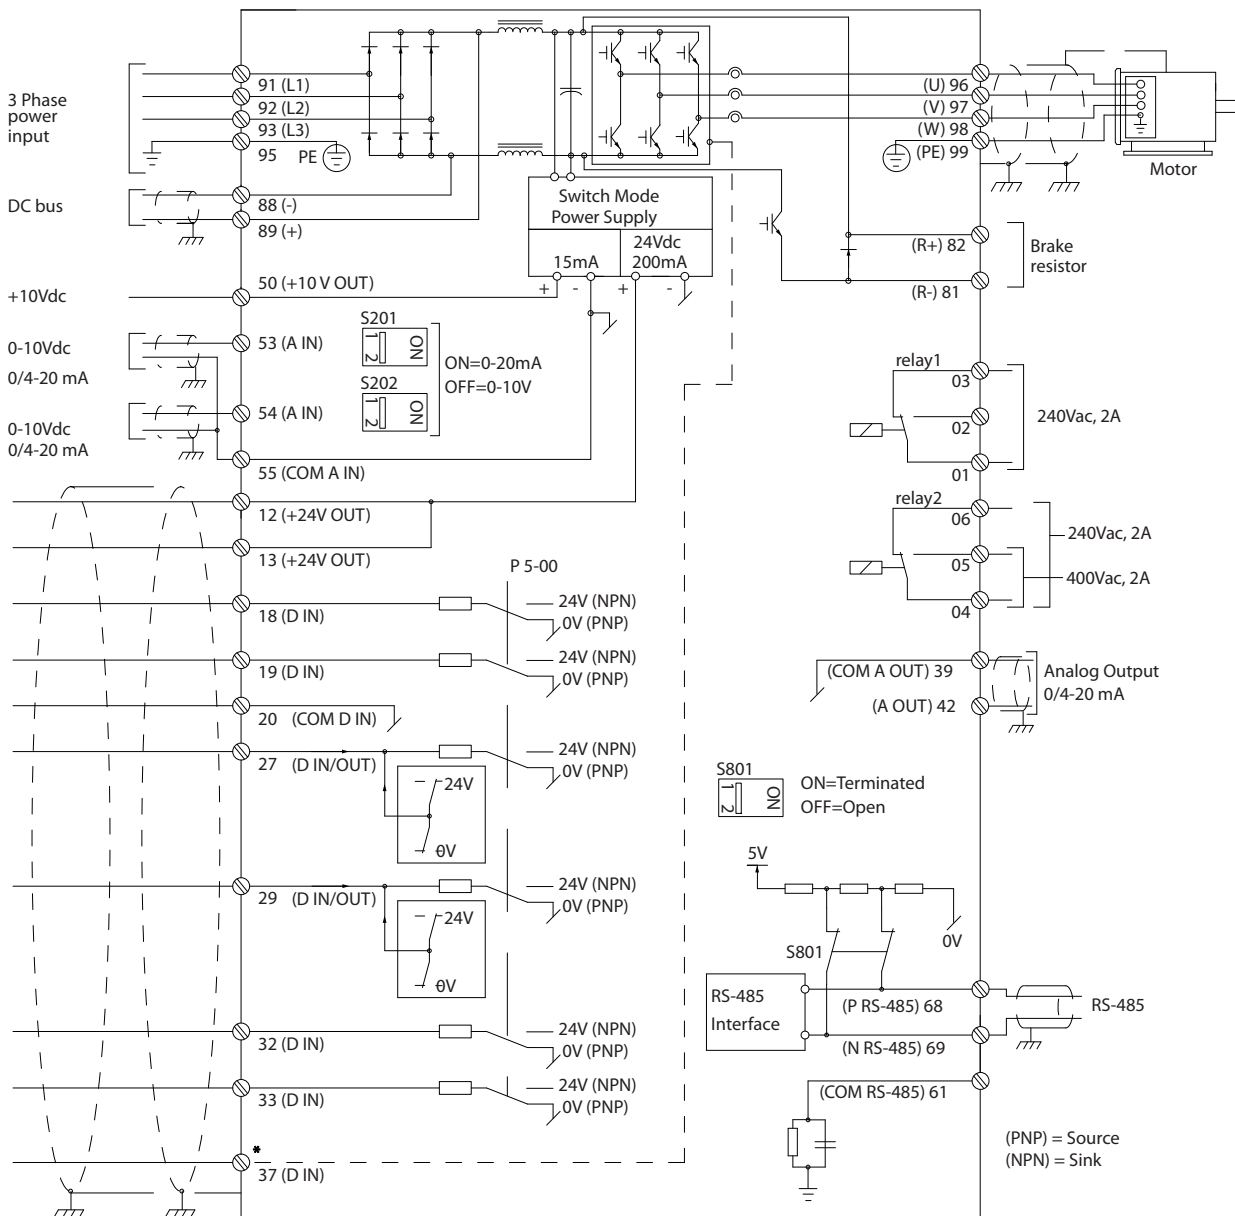 3 Phase
power
input
91 (L1)
92 (L2)
93 (L3)
95
PE
DC bus
88 (-)
89 (+)
+10Vdc
50 (+10 V OUT)
0-10Vdc
0/4-20 mA
53 (A IN)
0-10Vdc
0/4-20 mA
54 (A IN)
55 (COM A IN)
S201
1 2
ON
S202
1 2
ON
ON=0-20mA
OFF=0-10V
Switch Mode
Power Supply
15mA
24Vdc
200mA
+ - + -
12 (+24V OUT)
13 (+24V OUT)
P 5-00
18 (D IN)
24V (NPN)
0V (PNP)
19 (D IN)
24V (NPN)
0V (PNP)
20 (COM D IN)
27 (D IN/OUT)
24V (NPN)
0V (PNP)
24V
0V
29 (D IN/OUT)
24V (NPN)
0V (PNP)
24V
0V
32 (D IN)
24V (NPN)
0V (PNP)
33 (D IN)
24V (NPN)
0V (PNP)
*
37 (D IN)
(U) 96
(V) 97
(W) 98
(PE) 99
Motor
(R+) 82
(R-) 81
Brake
resistor
relay1
03
02
01
240Vac, 2A
relay2
06
05
04
240Vac, 2A
400Vac, 2A
(COM A OUT) 39
(A OUT) 42
Analog Output
0/4-20 mA
S801
1 2
ON
ON=Terminated
OFF=Open
5V
0V
S801
RS-485
Interface
(P RS-485) 68
(N RS-485) 69
RS-485
(COM RS-485) 61
(PNP) = Source
(NPN) = Sink